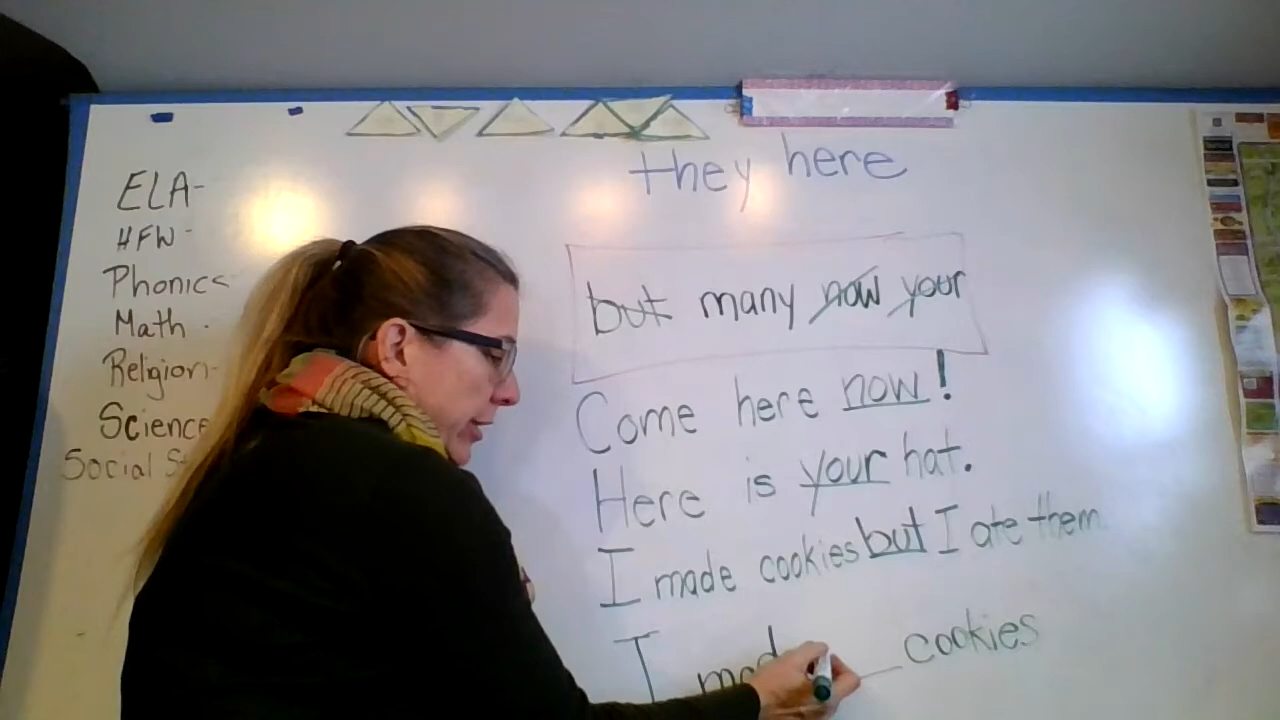 they here
ELA-
HFW-
Phonics
Math -
Religion-
Science
Social
but many now your
Come here now!
Here is your hat.
I made cookies but I ate them
I cookies